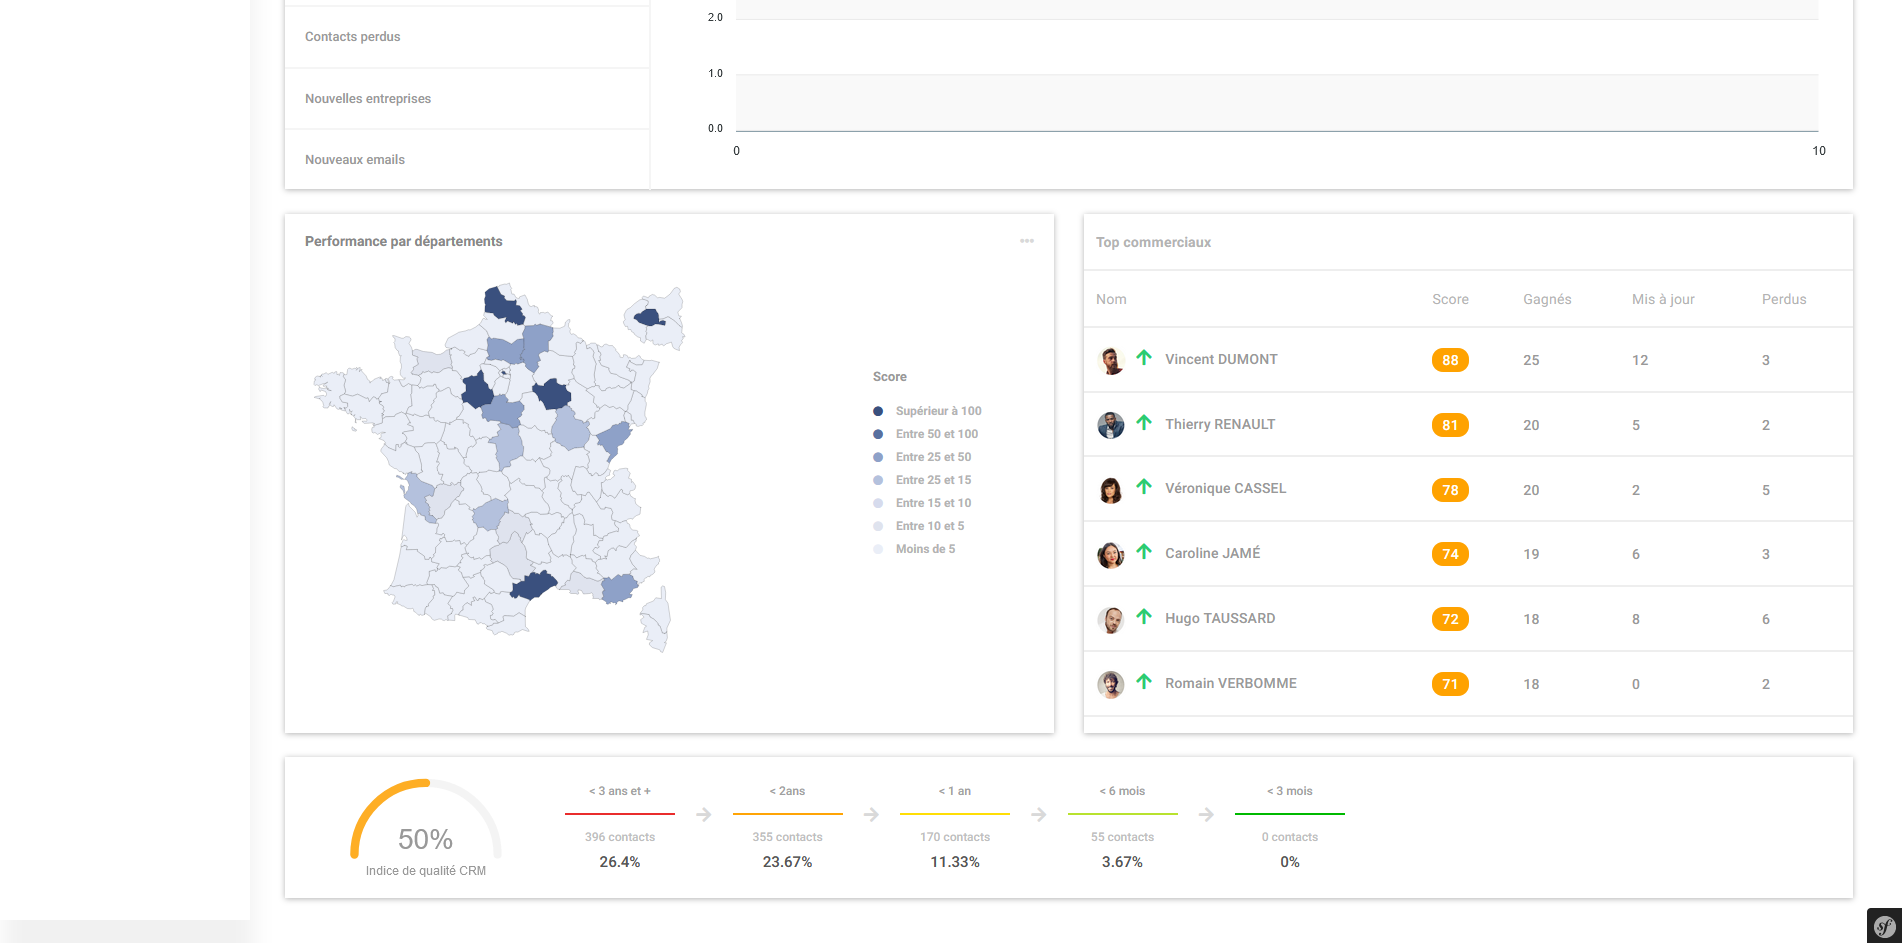 2.0
Contacts perdus
1.0
Nouvelles entreprises
0.0
0
10
Nouveaux emails
Performance par départements
Score
Supérieur à 100
Entre 50 et 100
Entre 25 et 50
Entre 25 et 15
Entre 15 et 10
Entre 10 et 5
Moins de 5
Top commerciaux
Nom Score Gagnés Mis à jour Perdus
Vincent DUMONT 88 25 12 3
Thierry RENAULT 81 20 5 2
Véronique CASSEL 78 20 2 5
Caroline JAMÉ 74 19 6 3
Hugo TAUSSARD 72 18 8 6
Romain VERBOMME 71 18 0 2
50%
Indice de qualité CRM
< 3 ans et +
396 contacts
26.4%
< 2ans
355 contacts
23.67%
< 1 an
170 contacts
11.33%
< 6 mois
55 contacts
3.67%
< 3 mois
0 contacts
0%
sf